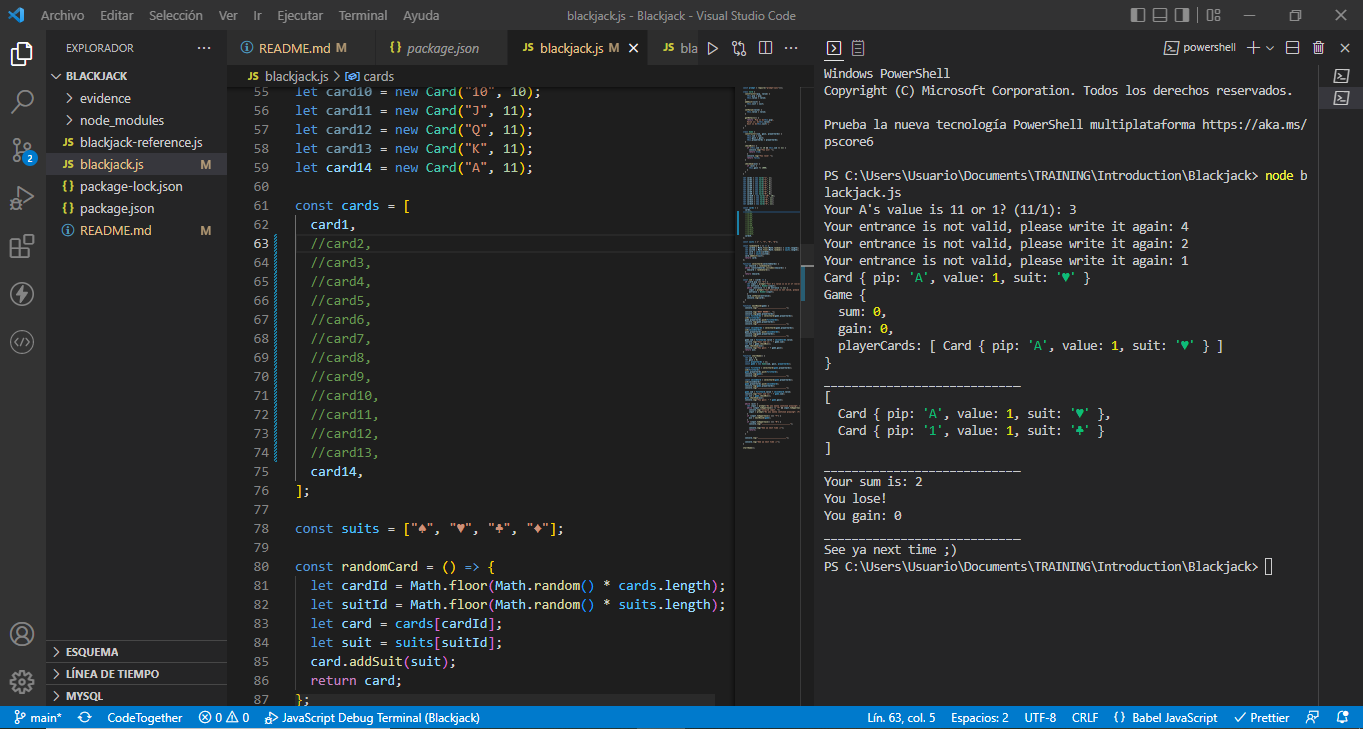 Archivo Editar Selección Ver Ir Ejecutar Terminal Ayuda
blackjack.js - Blackjack - Visual Studio Code
EXPLORADOR
BLACKJACK
evidence
node_modules
JS blackjack-reference.js
JS blackjack.js M
{} package-lock.json
{} package.json
README.md M
ESQUEMA
LÍNEA DE TIEMPO
MYSQL
README.md M
{} package.json
JS blackjack.js M
JS bla
JS blackjack.js > cards
55 let card10 = new Card("10", 10);
56 let card11 = new Card("J", 11);
57 let card12 = new Card("Q", 11);
58 let card13 = new Card("K", 11);
59 let card14 = new Card("A", 11);
60
61 const cards = [
62 card1,
63 //card2,
64 //card3,
65 //card4,
66 //card5,
67 //card6,
68 //card7,
69 //card8,
70 //card9,
71 //card10,
72 //card11,
73 //card12,
74 //card13,
75 card14,
76 ];
77
78 const suits = ["♠", "♥", "♣", "♦"];
79
80 const randomCard = () => {
81 let cardId = Math.floor(Math.random() * cards.length);
82 let suitId = Math.floor(Math.random() * suits.length);
83 let card = cards[cardId];
84 let suit = suits[suitId];
85 card.addSuit(suit);
86 return card;
87 };
powershell
Windows PowerShell
Copyright (C) Microsoft Corporation. Todos los derechos reservados.
Prueba la nueva tecnología PowerShell multiplataforma https://aka.ms/
pscore6
PS C:\Users\Usuario\Documents\TRAINING\Introduction\Blackjack> node b
lackjack.js
Your A's value is 11 or 1? (11/1): 3
Your entrance is not valid, please write it again: 4
Your entrance is not valid, please write it again: 2
Your entrance is not valid, please write it again: 1
Card { pip: 'A', value: 1, suit: '♥' }
Game {
sum: 0,
gain: 0,
playerCards: [ Card { pip: 'A', value: 1, suit: '♥' } ]
}
__________________________
[
Card { pip: 'A', value: 1, suit: '♥' },
Card { pip: '1', value: 1, suit: '♣' }
]
__________________________
Your sum is: 2
You lose!
You gain: 0
__________________________
See ya next time ;)
PS C:\Users\Usuario\Documents\TRAINING\Introduction\Blackjack>
2
main* CodeTogether 0 0 JavaScript Debug Terminal (Blackjack) Lín. 63, col. 5 Espacios: 2 UTF-8 CRLF {} Babel JavaScript Prettier